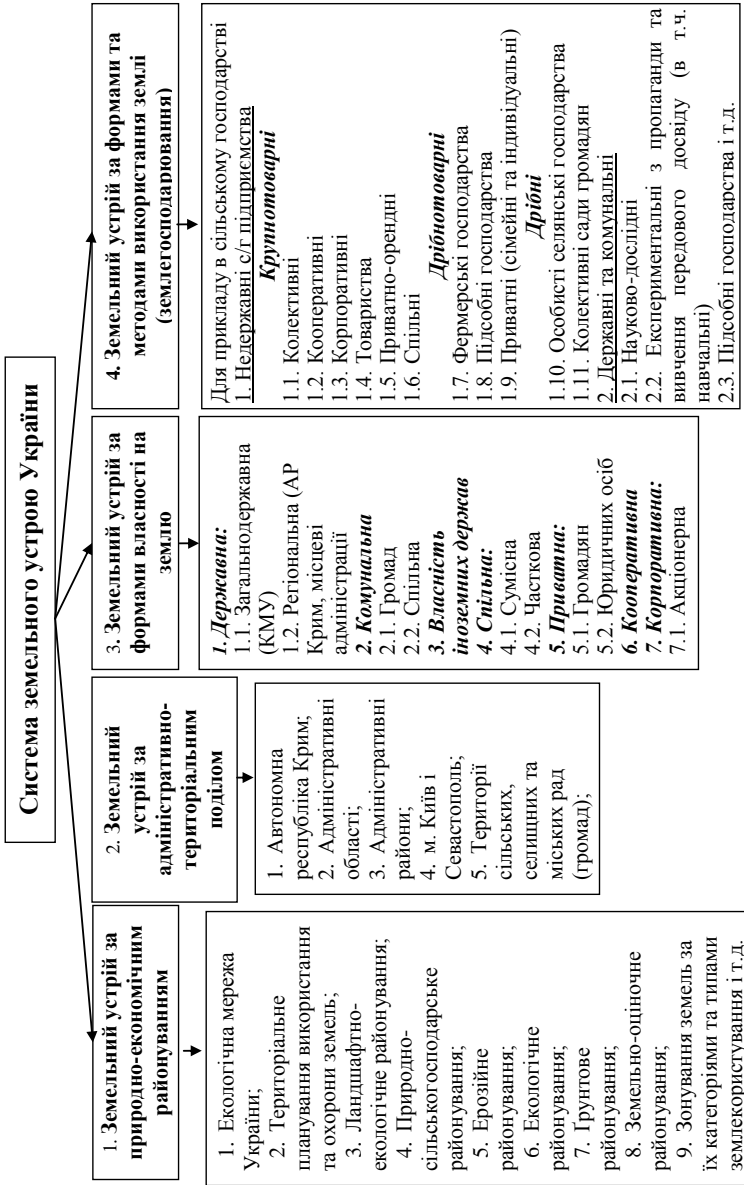 Система земельного устрою України
1. Земельний устрій за
природно-економічним
районуванням
1. Екологічна мережа
України;
2. Територіальне
планування використання
та охорони земель;
3. Ландшафтно-
екологічне районування;
4. Природно-
сільськогосподарське
районування;
5. Ерозійне
районування;
6. Екологічне
районування;
7. Ґрунтове
районування;
8. Земельно-оціночне
районування;
9. Зонування земель за
їх категоріями та типами
землекористування і т.д.
2. Земельний
устрій за
адміністративно-
територіальним
поділом
1. Автономна
республіка Крим;
2. Адміністративні
області;
3. Адміністративні
райони;
4. м. Київ і
Севастополь;
5. Території
сільських,
селищних та
міських рад
(громад);
3. Земельний устрій за
формами власності на
землю
1. Державна:
1.1. Загальнодержавна
(КМУ)
1.2. Регіональна (АР
Крим, місцеві
адміністрації
2. Комунальна
2.1. Громад
2.2. Спільна
3. Власність
іноземних держав
4. Спільна:
4.1. Сумісна
4.2. Часткова
5. Приватна:
5.1. Громадян
5.2. Юридичних осіб
6. Кооперативна
7. Корпоративна:
7.1. Акціонерна
4. Земельний устрій за формами та
методами використання землі
(землегосподарювання)
Для прикладу в сільському господарстві
1. Недержавні с/г підприємства
Крупнотоварні
1.1. Колективні
1.2. Кооперативні
1.3. Корпоративні
1.4. Товариства
1.5. Приватно-орендні
1.6. Спільні
Дрібнотоварні
1.7. Фермерські господарства
1.8. Підсобні господарства
1.9. Приватні (сімейні та індивідуальні)
Дрібні
1.10. Особисті селянські господарства
1.11. Колективні сади громадян
2. Державні та комунальні
2.1. Науково-дослідні
2.2. Експериментальні з пропаганди та
вивчення передового досвіду (в т.ч.
навчальні)
2.3. Підсобні господарства і т.д.